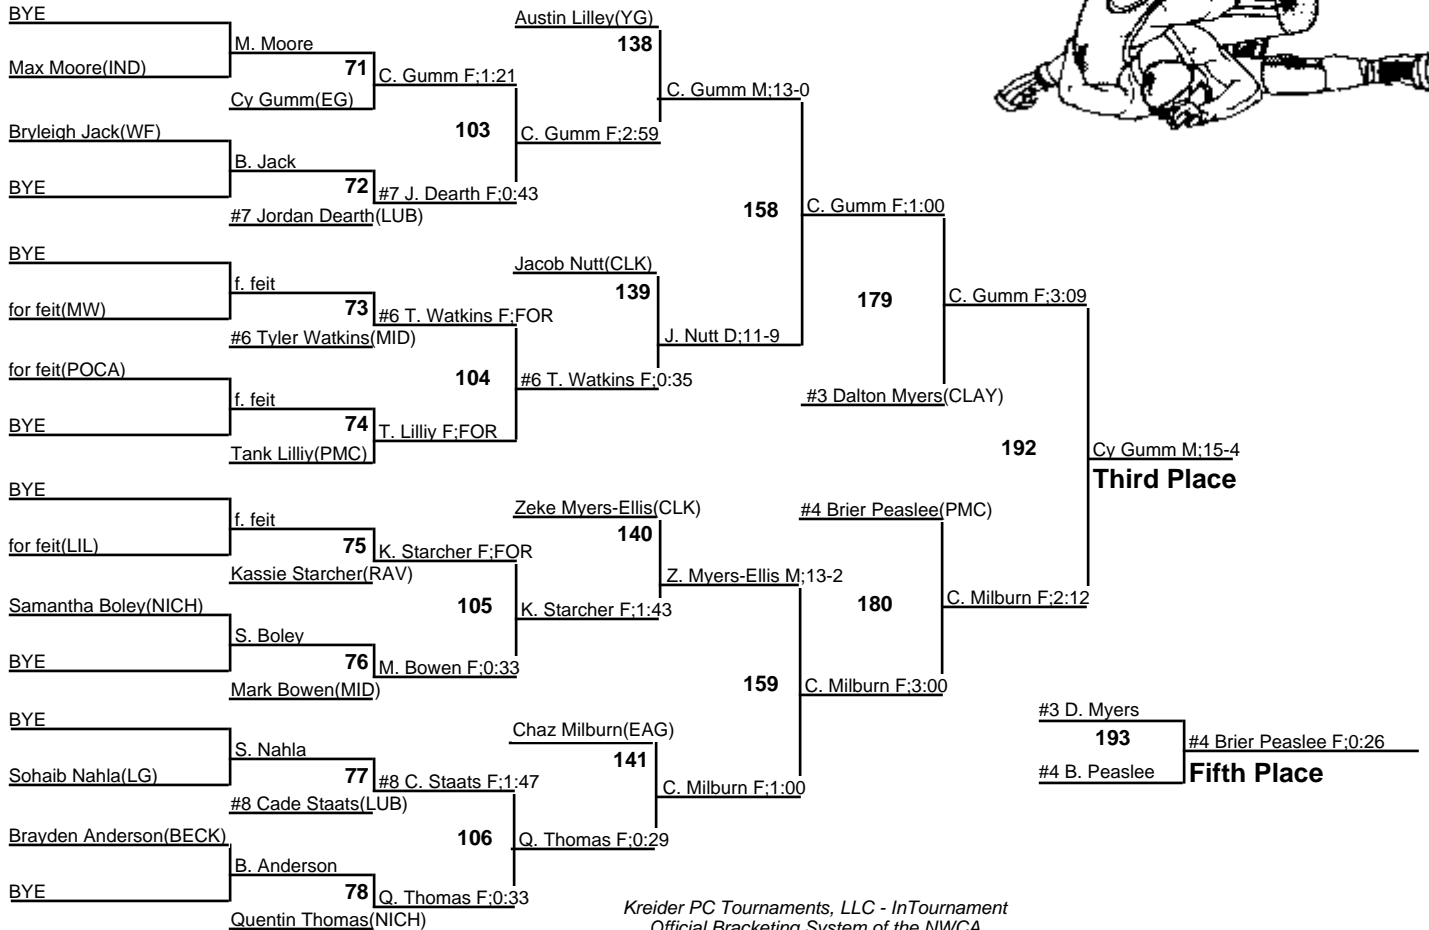 BYE
Max Moore(IND)
M. Moore
71
Cy Gumm(EG)
C. Gumm F;1:21
Bryleigh Jack(WF)
BYE
B. Jack
72
#7 Jordan Dearth(LUB)
#7 J. Dearth F;0:43
103
C. Gumm F;2:59
Austin Lilley(YG)
138
C. Gumm M;13-0
BYE
for feit(MW)
f. feit
73
#6 Tyler Watkins(MID)
#6 T. Watkins F;FOR
for feit(POCA)
BYE
f. feit
74
Tank Lilliy(PMC)
T. Lilliy F;FOR
104
#6 T. Watkins F;0:35
Jacob Nutt(CLK)
139
J. Nutt D;11-9
158
C. Gumm F;1:00
179
#3 Dalton Myers(CLAY)
C. Gumm F;3:09
BYE
for feit(LIL)
f. feit
75
Kassie Starcher(RAV)
K. Starcher F;FOR
Samantha Boley(NICH)
BYE
S. Boley
76
Mark Bowen(MID)
M. Bowen F;0:33
105
K. Starcher F;1:43
Zeke Myers-Ellis(CLK)
140
Z. Myers-Ellis M;13-2
BYE
Sohaib Nahla(LG)
S. Nahla
77
#8 Cade Staats(LUB)
#8 C. Staats F;1:47
Brayden Anderson(BECK)
BYE
B. Anderson
78
Quentin Thomas(NICH)
Q. Thomas F;0:33
106
Q. Thomas F;0:29
Chaz Milburn(EAG)
141
C. Milburn F;1:00
159
C. Milburn F;3:00
#4 Brier Peaslee(PMC)
180
C. Milburn F;2:12
192
Cy Gumm M;15-4
Third Place
#3 D. Myers
193
#4 B. Peaslee
#4 Brier Peaslee F;0:26
Fifth Place
Kreider PC Tournaments, LLC - InTournament
Official Bracketing System of the NWCA